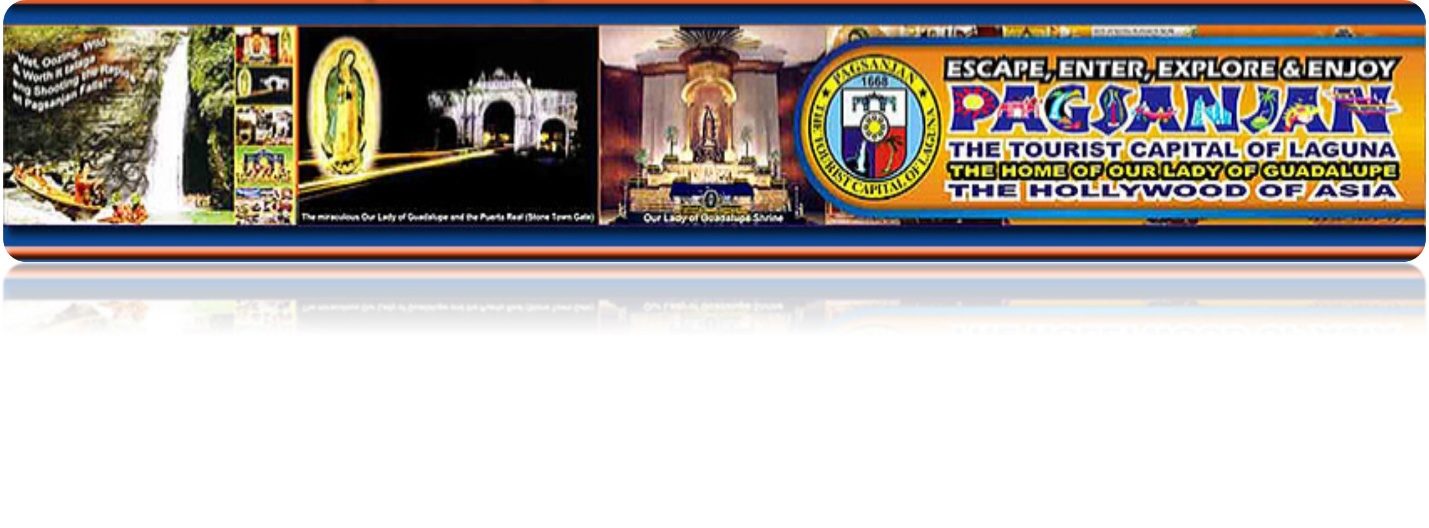 "Wet, Oozing, Wild
& Worth it talaga
ang Shooting the Rapids
at Pagsanjan Falls!"
The miraculous Our Lady of Guadalupe and the Puerta Real (Stone Town Gate)
Our Lady of Guadalupe Shrine
PAGSANJAN
1668
THE TOURIST CAPITAL OF LAGUNA
ESCAPE, ENTER, EXPLORE & ENJOY
PAGSANJAN
THE TOURIST CAPITAL OF LAGUNA
THE HOME OF OUR LADY OF GUADALUPE
THE HOLLYWOOD OF ASIA